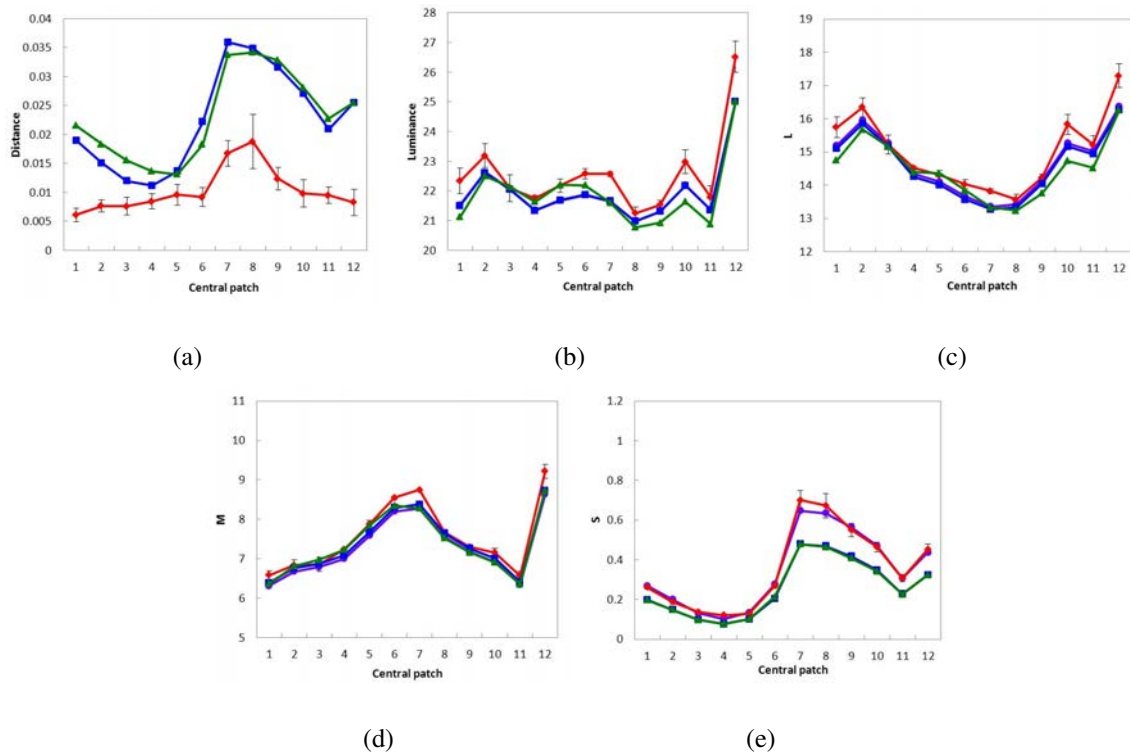 0.04
0.035
0.03
0.025
0.02
0.015
0.01
0.005
0
Distance
1 2 3 4 5 6 7 8 9 10 11 12
Central patch
(a)
28
27
26
25
24
23
22
21
20
Luminance
1 2 3 4 5 6 7 8 9 10 11 12
Central patch
(b)
19
18
17
16
15
14
13
12
L
1 2 3 4 5 6 7 8 9 10 11 12
Central patch
(c)
11
10
9
8
7
6
5
M
1 2 3 4 5 6 7 8 9 10 11 12
Central patch
(d)
1.2
1
0.8
0.6
0.4
0.2
0
S
1 2 3 4 5 6 7 8 9 10 11 12
Central patch
(e)